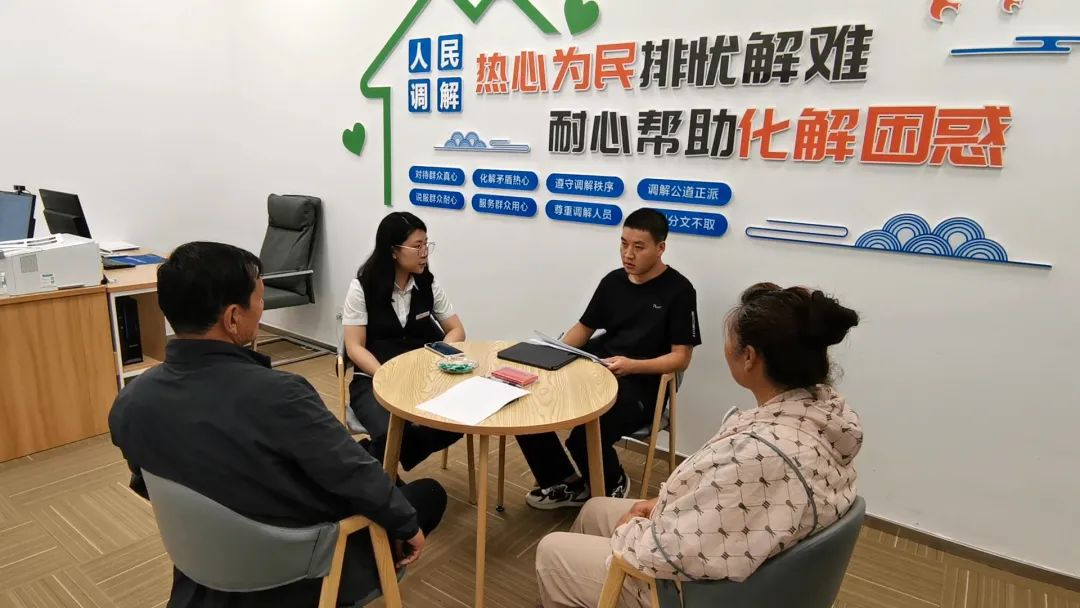 人民
调解
热心为民排忧解难
耐心帮助化解困惑
对待群众真心
化解矛盾热心
遵守调解秩序
调解公道正派
说服群众耐心
服务群众用心
尊重调解人员
分文不取